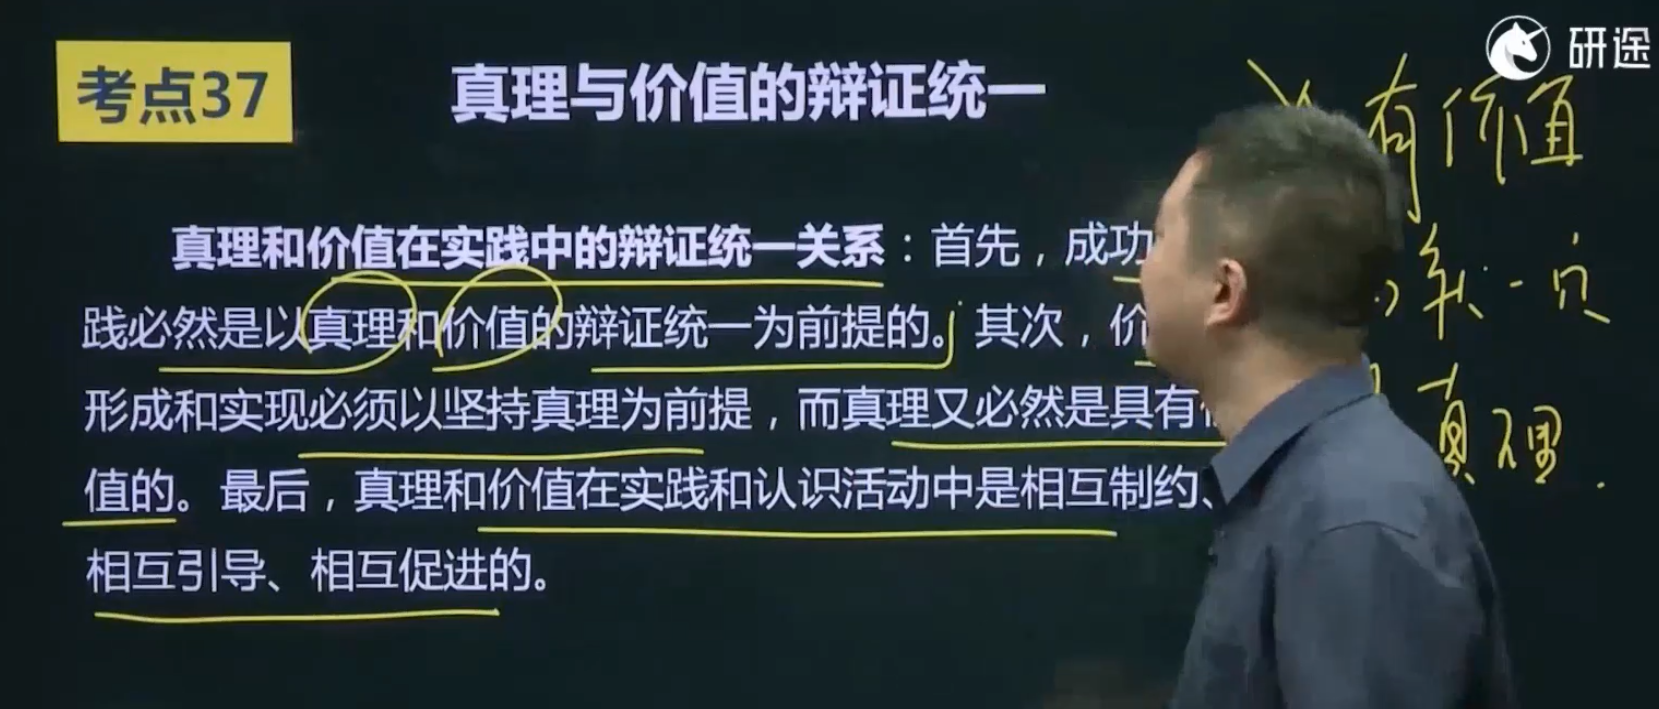 研途
考点37
真理与价值的辩证统一
真理和价值在实践中的辩证统一关系：首先，成功
践必然是以真理和价值的辩证统一为前提的。其次，价
形成和实现必须以坚持真理为前提，而真理又必然是具有价
值的。最后，真理和价值在实践和认识活动中是相互制约、
相互引导、相互促进的。
有价值
一定
真理.